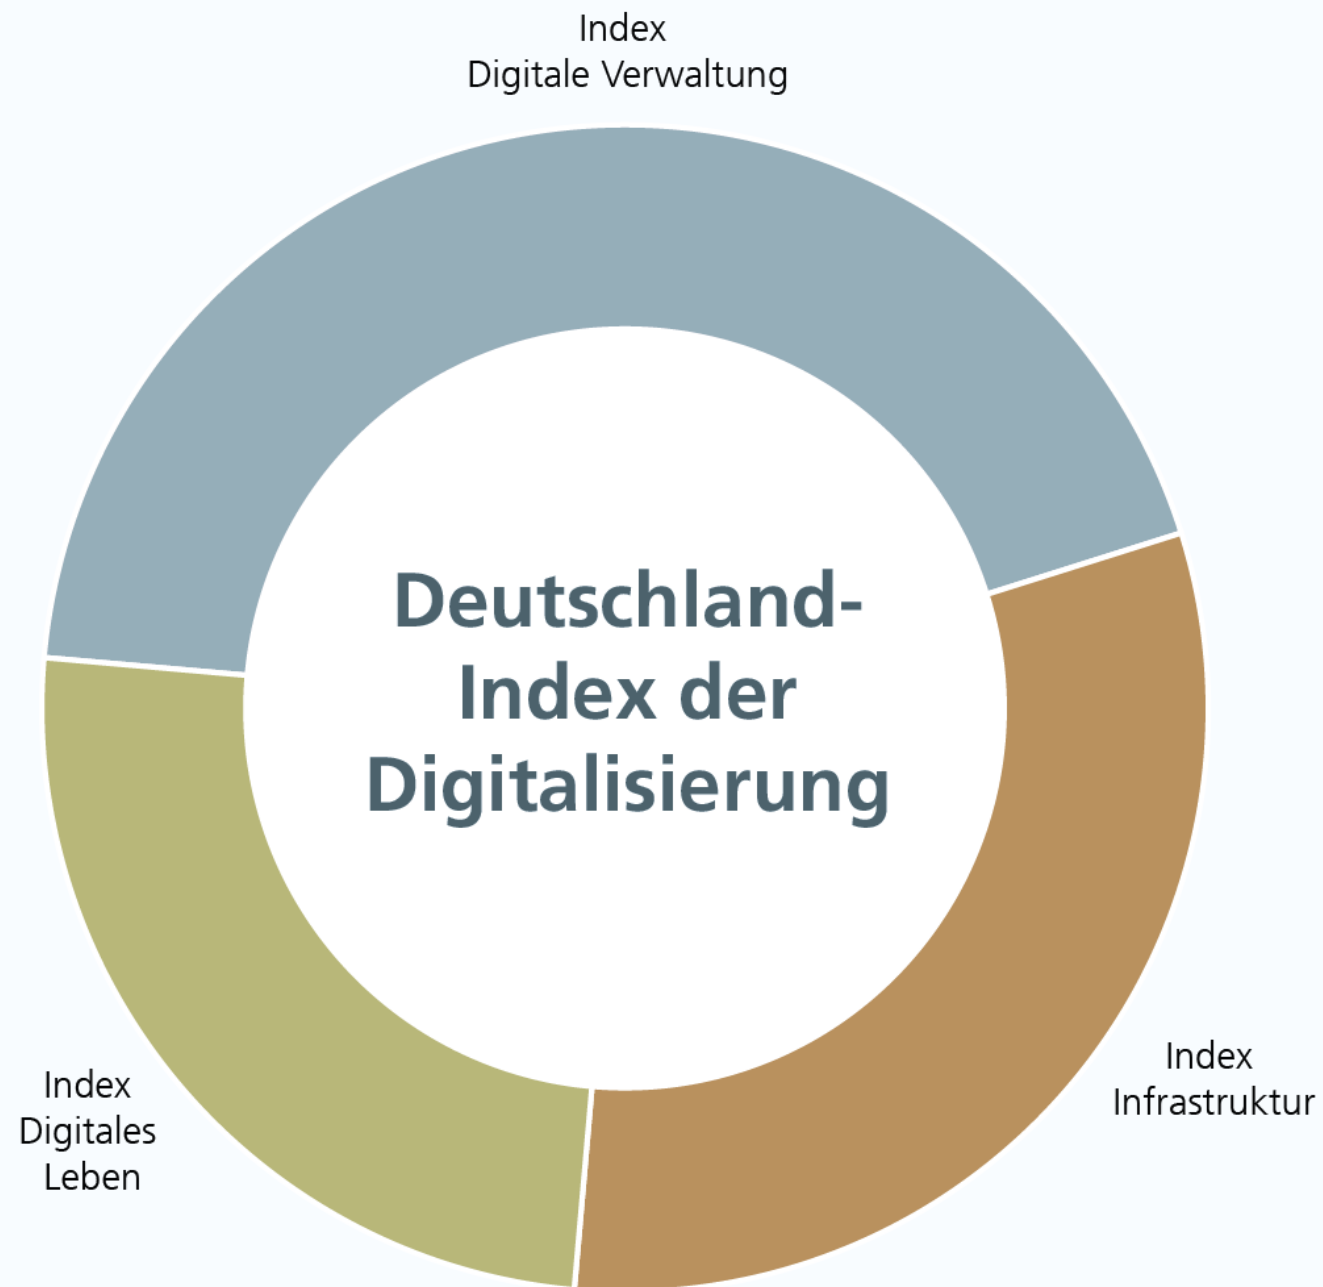 Index
Digitale Verwaltung
Deutschland-
Index der
Digitalisierung
Index
Infrastruktur
Index
Digitales
Leben